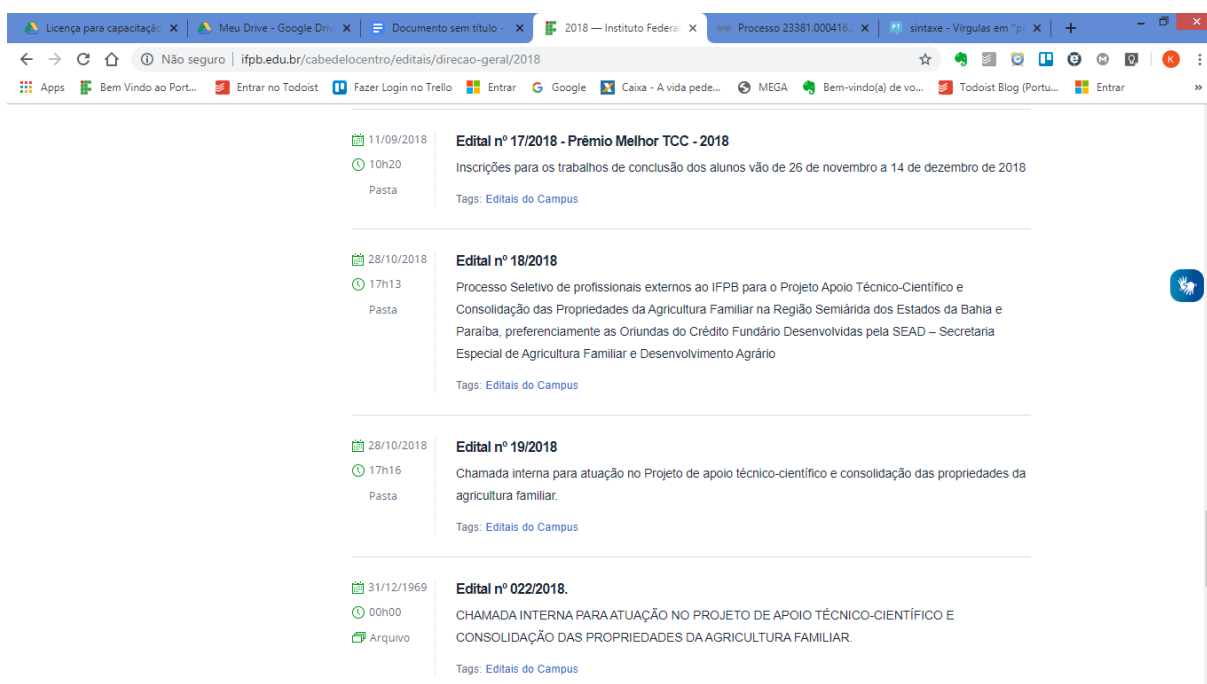 Licença para capacitação
Meu Drive - Google Driv
Documento sem título -
2018 — Instituto Federal
Processo 23381.000416.
PT sintaxe - Vírgulas em "po
Não seguro | ifpb.edu.br/cabedelocentro/editais/direcao-geral/2018
K
Apps Bem Vindo ao Port... Entrar no Todoist Fazer Login no Trello Entrar G Google Caixa - A vida pede... MEGA Bem-vindo(a) de vo... Todoist Blog (Portu... Entrar »
11/09/2018
10h20
Pasta
Edital nº 17/2018 - Prêmio Melhor TCC - 2018
Inscrições para os trabalhos de conclusão dos alunos vão de 26 de novembro a 14 de dezembro de 2018
Tags: Editais do Campus
28/10/2018
17h13
Pasta
Edital nº 18/2018
Processo Seletivo de profissionais externos ao IFPB para o Projeto Apoio Técnico-Científico e
Consolidação das Propriedades da Agricultura Familiar na Região Semiárida dos Estados da Bahia e
Paraíba, preferenciamente as Oriundas do Crédito Fundário Desenvolvidas pela SEAD – Secretaria
Especial de Agricultura Familiar e Desenvolvimento Agrário
Tags: Editais do Campus
28/10/2018
17h16
Pasta
Edital nº 19/2018
Chamada interna para atuação no Projeto de apoio técnico-científico e consolidação das propriedades da
agricultura familiar.
Tags: Editais do Campus
31/12/1969
00h00
Arquivo
Edital nº 022/2018.
CHAMADA INTERNA PARA ATUAÇÃO NO PROJETO DE APOIO TÉCNICO-CIENTÍFICO E
CONSOLIDAÇÃO DAS PROPRIEDADES DA AGRICULTURA FAMILIAR.
Tags: Editais do Campus